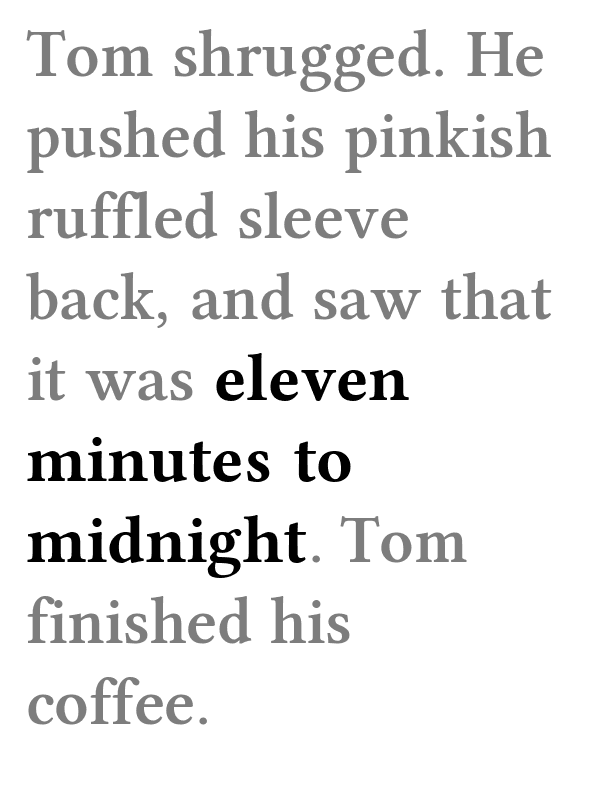 Tom shrugged. He
pushed his pinkish
ruffled sleeve
back, and saw that
it was eleven
minutes to
midnight. Tom
finished his
coffee.